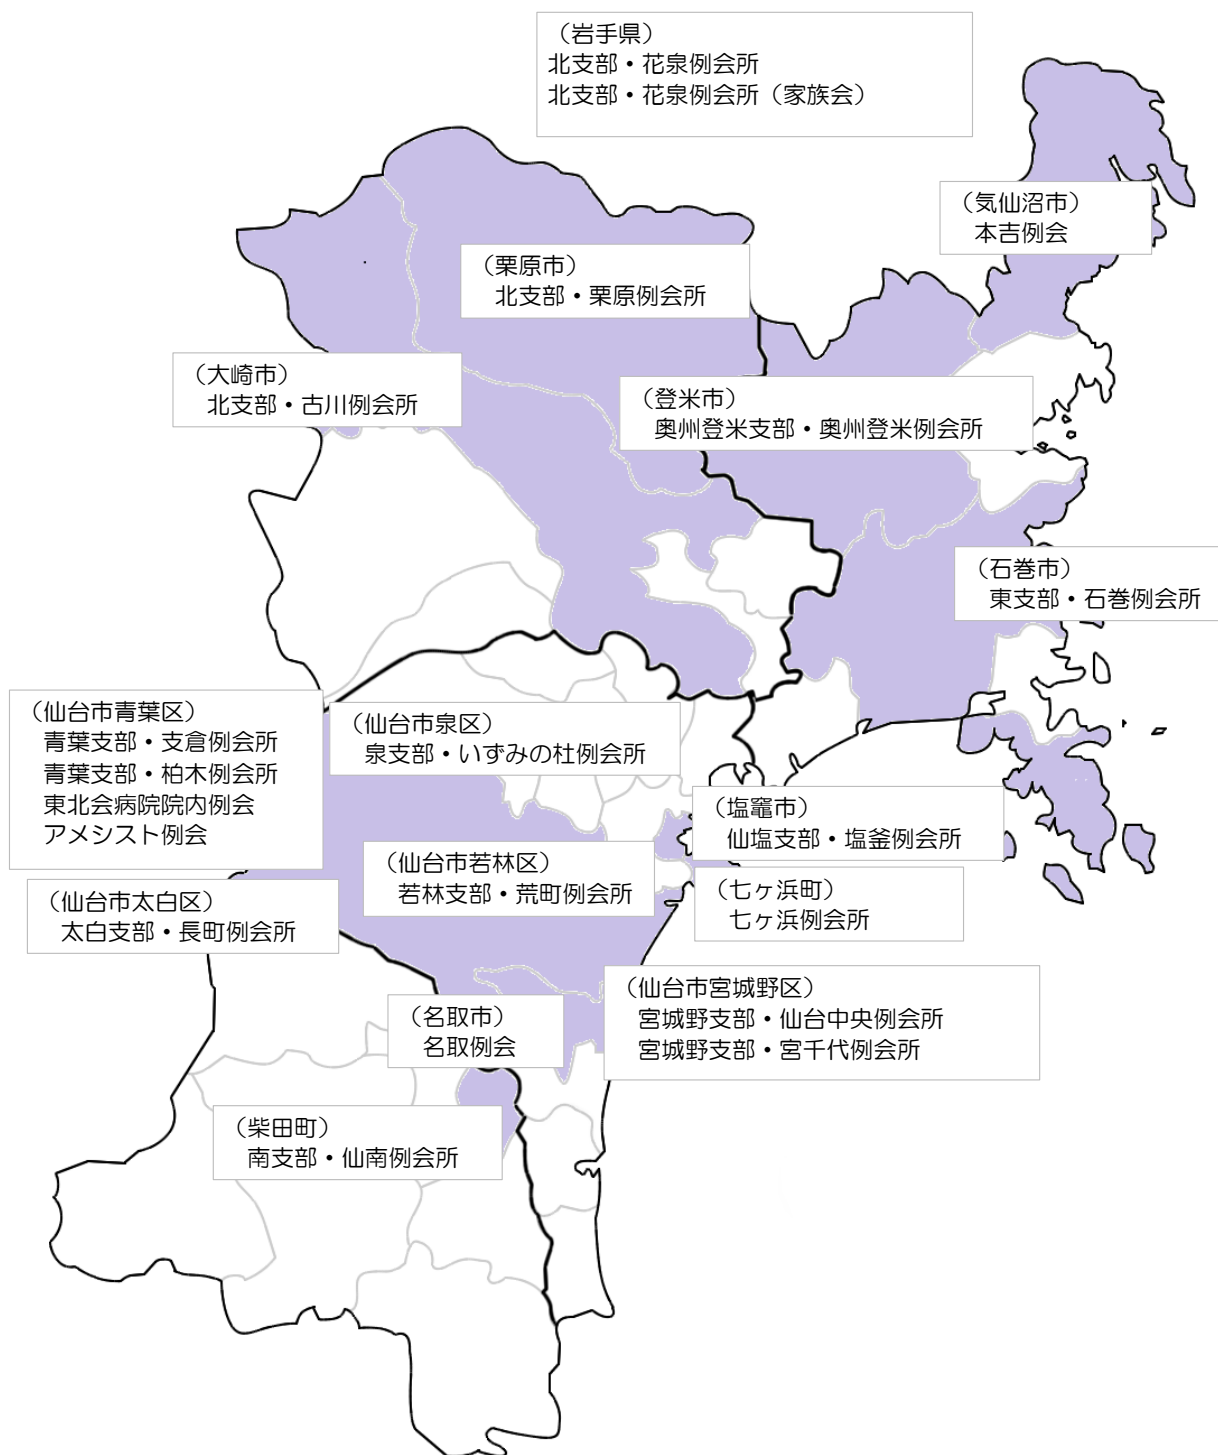 （岩手県）
北支部・花泉例会所
北支部・花泉例会所（家族会）
（気仙沼市）
本吉例会
（栗原市）
北支部・栗原例会所
（大崎市）
北支部・古川例会所
（登米市）
奥州登米支部・奥州登米例会所
（石巻市）
東支部・石巻例会所
（仙台市青葉区）
青葉支部・支倉例会所
青葉支部・柏木例会所
東北会病院院内例会
アメシスト例会
（仙台市泉区）
泉支部・いずみの杜例会所
（塩竈市）
仙塩支部・塩釜例会所
（仙台市若林区）
若林支部・荒町例会所
（七ヶ浜町）
七ヶ浜例会所
（仙台市太白区）
太白支部・長町例会所
（仙台市宮城野区）
宮城野支部・仙台中央例会所
宮城野支部・宮千代例会所
（名取市）
名取例会
（柴田町）
南支部・仙南例会所